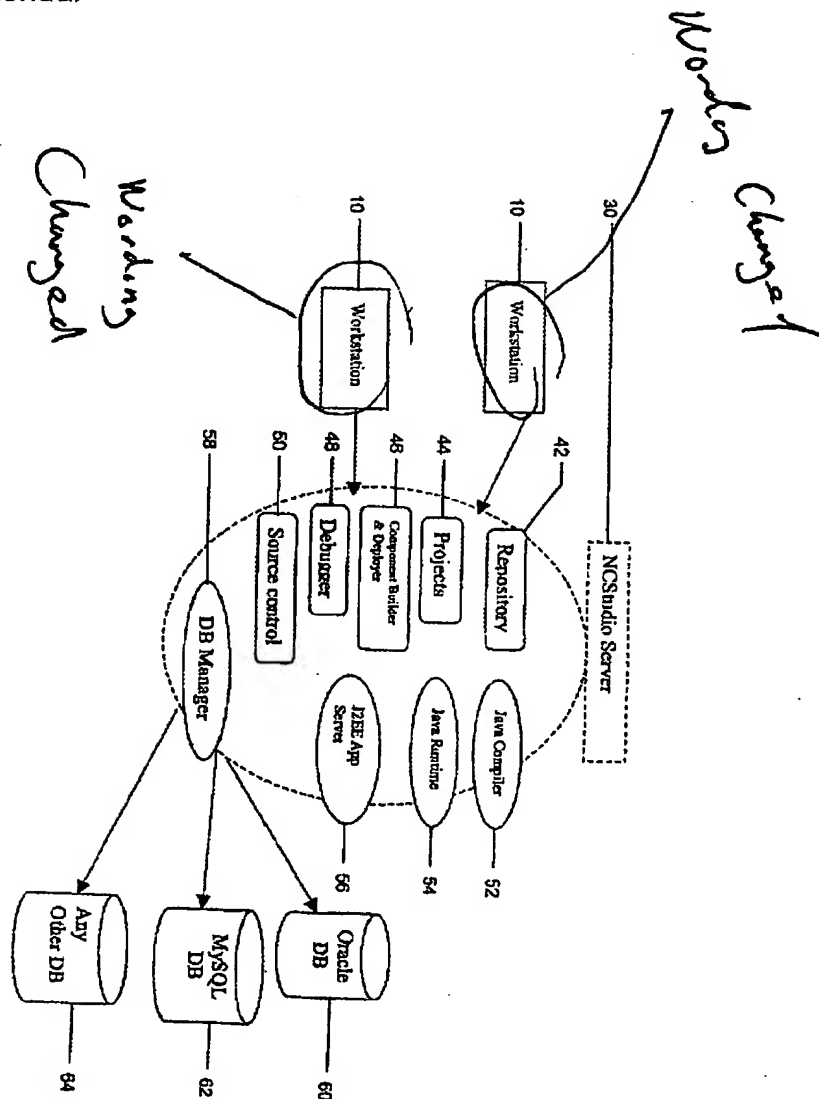 Wording Changed
Wording
Changed
30
NCStudio Server
10
Workstation
10
Workstation
42
Repository
44
Projects
46
Component Builder
& Deployer
48
Debugger
50
Source control
58
DB Manager
Java Compiler
52
Java Runtime
54
J2EE App
Server
56
Oracle
DB
60
MySQL
DB
62
Any
Other DB
64